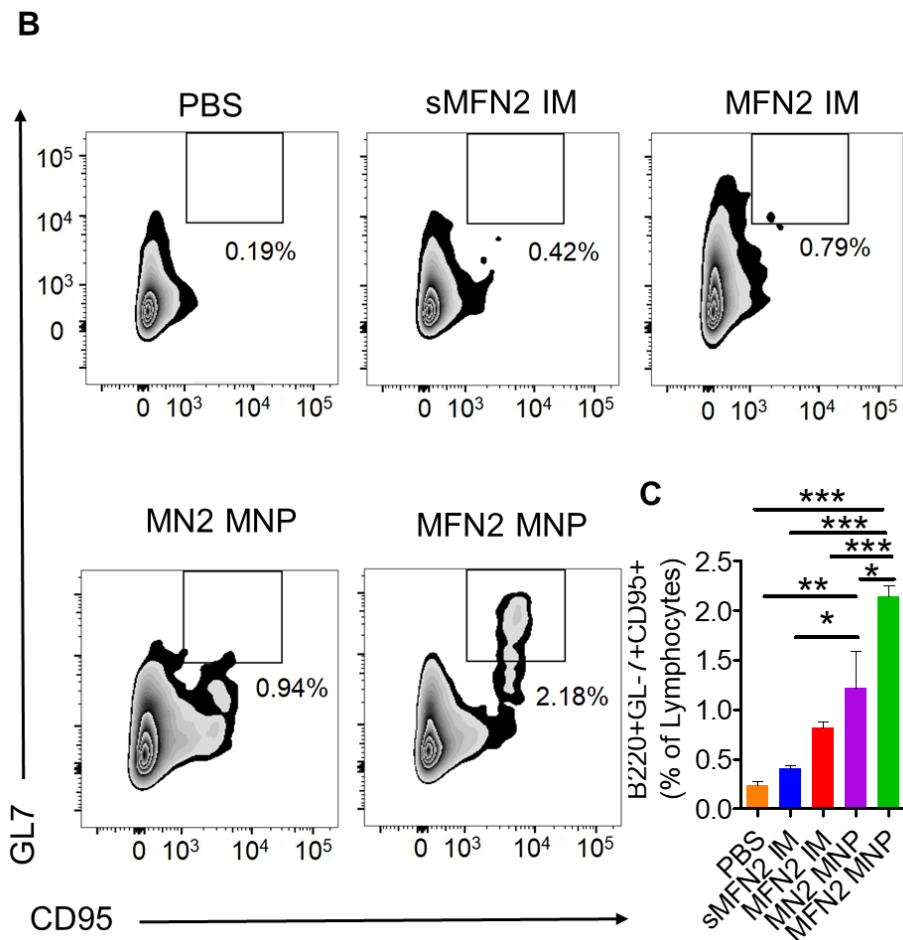 B
PBS
sMFN2 IM
MFN2 IM
10⁵
10⁴
10³
0
0.19%
0.42%
0.79%
0 10³ 10⁴ 10⁵
0 10³ 10⁴ 10⁵
0 10³ 10⁴ 10⁵
MN2 MNP
MFN2 MNP
0.94%
2.18%
0 10³ 10⁴ 10⁵
0 10³ 10⁴ 10⁵
GL7
CD95
C
***
***
***
**
*
*
B220+GL-7+CD95+
(% of Lymphocytes)
2.5
2.0
1.5
1.0
0.5
0.0
PBS
sMFN2 IM
MFN2 IM
MN2 MNP
MFN2 MNP